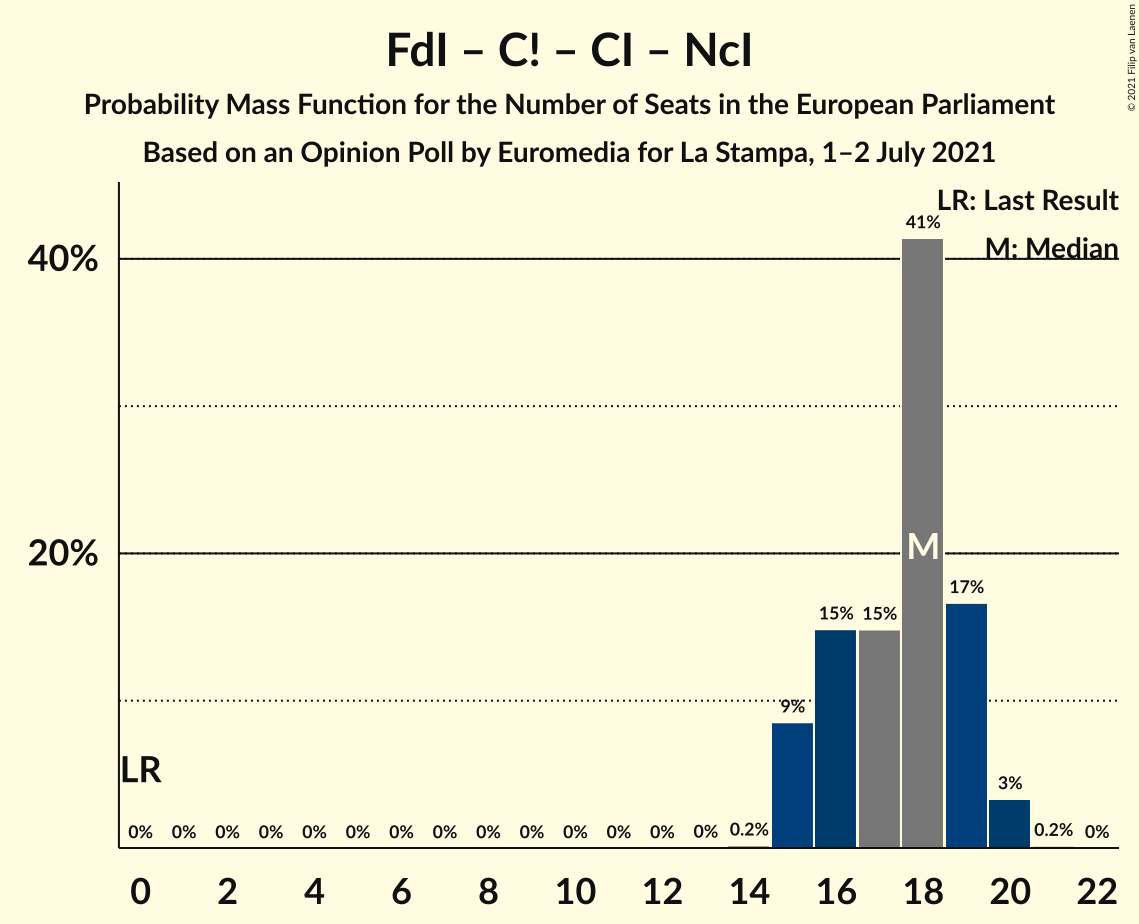 FdI – C! – CI – NcI
Probability Mass Function for the Number of Seats in the European Parliament
Based on an Opinion Poll by Euromedia for La Stampa, 1–2 July 2021
© 2021 Filip van Laenen
LR: Last Result
M: Median
40%
20%
41%
M
17%
15% 15%
9%
3%
LR
0% 0% 0% 0% 0% 0% 0% 0% 0% 0% 0% 0% 0% 0% 0.2% 0.2% 0%
0 2 4 6 8 10 12 14 16 18 20 22